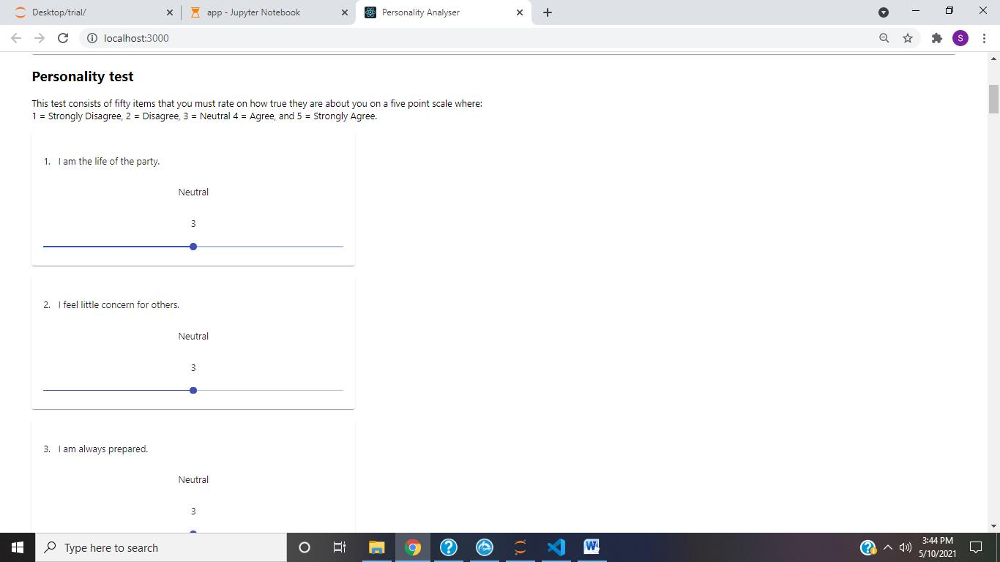 Desktop/trial/
app - Jupyter Notebook
Personality Analyser
localhost:3000
S
Personality test
This test consists of fifty items that you must rate on how true they are about you on a five point scale where:
1 = Strongly Disagree, 2 = Disagree, 3 = Neutral 4 = Agree, and 5 = Strongly Agree.
1. I am the life of the party.
Neutral
3
2. I feel little concern for others.
Neutral
3
3. I am always prepared.
Neutral
3
Type here to search
3:44 PM
5/10/2021